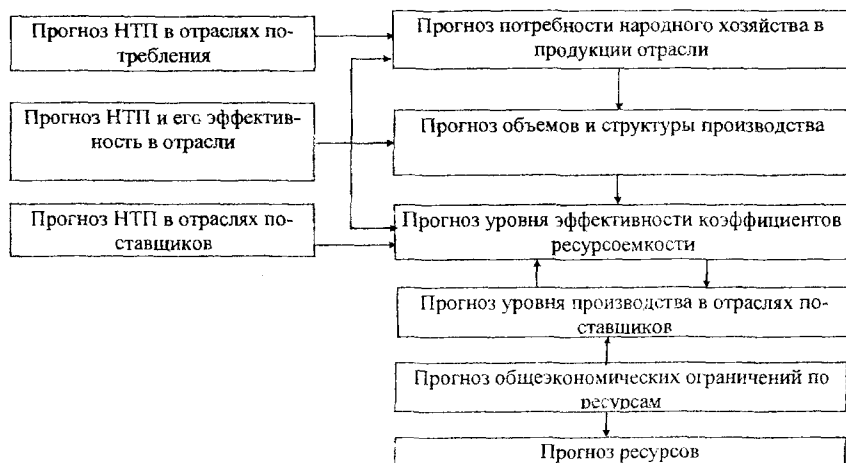 Прогноз НТП в отраслях по-
требления
Прогноз потребности народного хозяйства в
продукции отрасли
Прогноз НТП и его эффектив-
ность в отрасли
Прогноз объемов и структуры производства
Прогноз НТП в отраслях по-
ставщиков
Прогноз уровня эффективности коэффициентов
ресурсоемкости
Прогноз уровня производства в отраслях по-
ставщиков
Прогноз общеэкономических ограничений по
ресурсам
Прогноз ресурсов